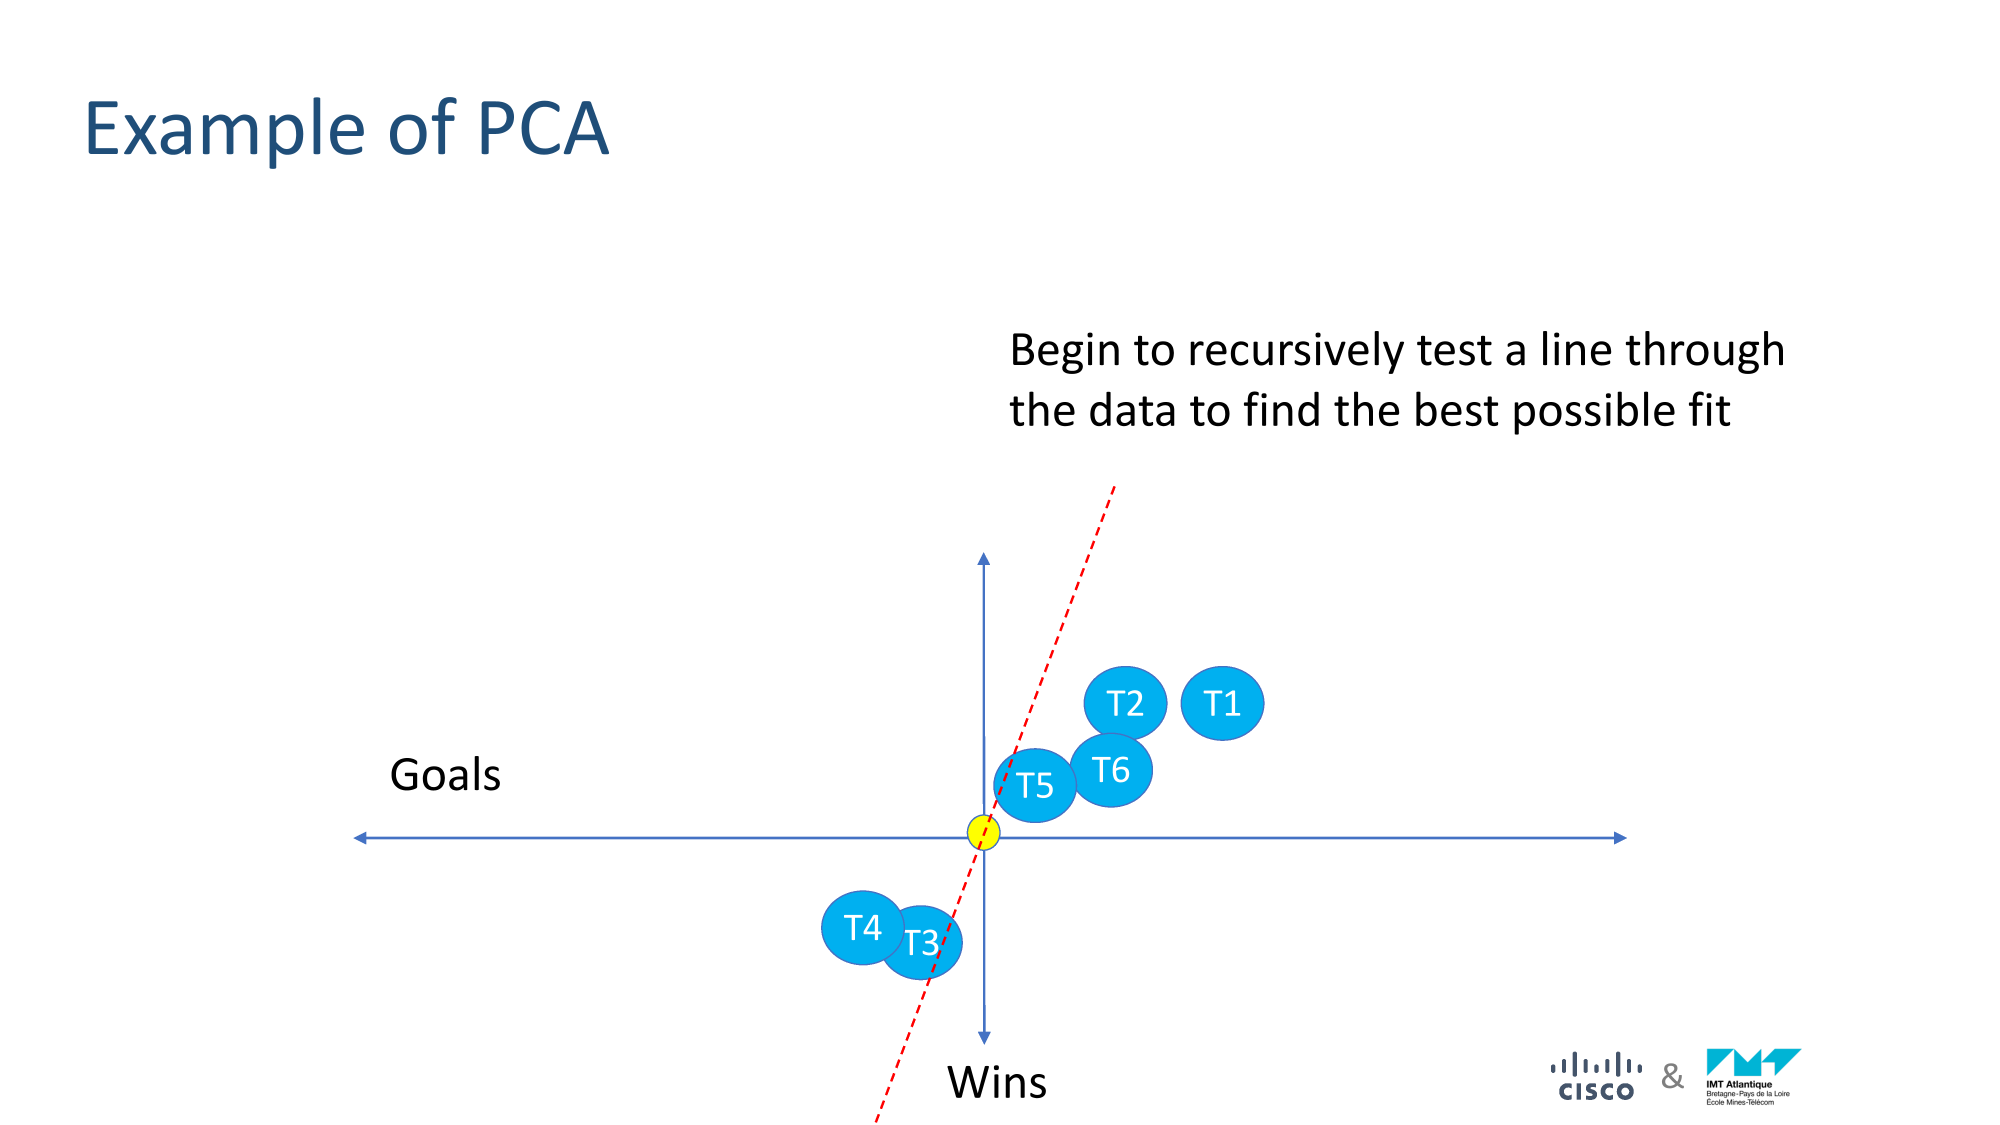 Example of PCA
Begin to recursively test a line through
the data to find the best possible fit
T2
T1
Goals
T5
T6
T4
T3
Wins
CISCO
&
IMT Atlantique
Bretagne-Pays de la Loire
École Mines-Télécom